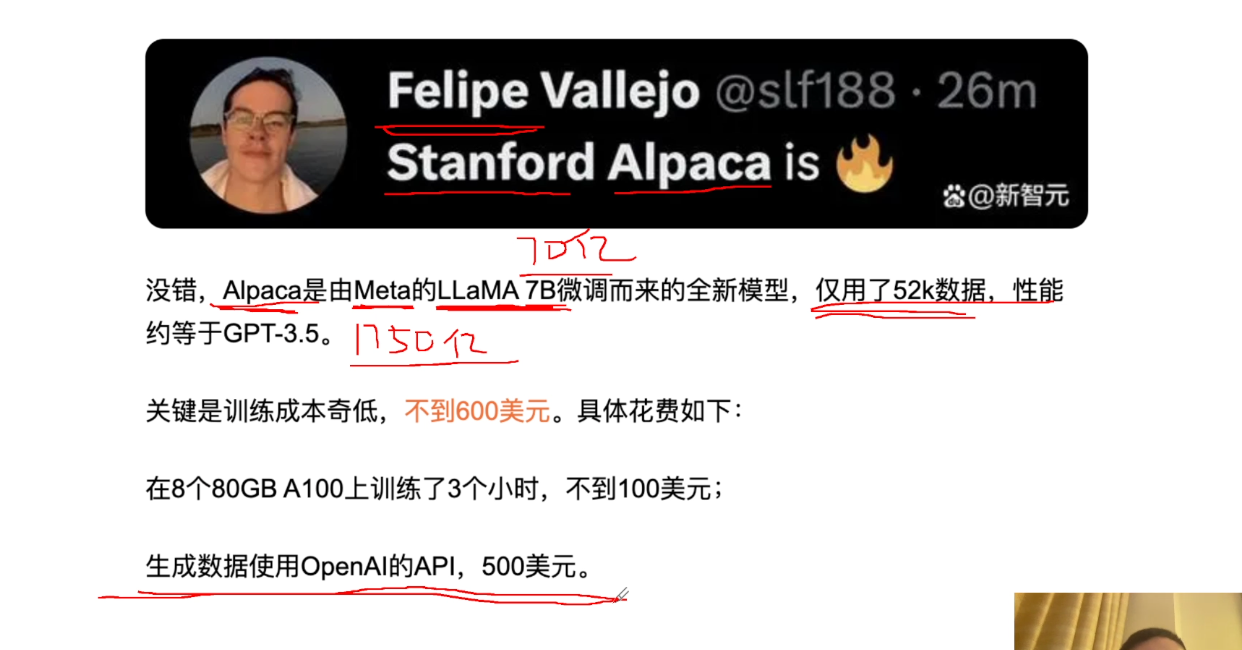 Felipe Vallejo @slf188 · 26m
Stanford Alpaca is 🔥
@新智元
70亿
没错，Alpaca是由Meta的LLaMA 7B微调而来的全新模型，仅用了52k数据，性能
约等于GPT-3.5。
1750亿
关键是训练成本奇低，不到600美元。具体花费如下：
在8个80GB A100上训练了3个小时，不到100美元；
生成数据使用OpenAI的API，500美元。